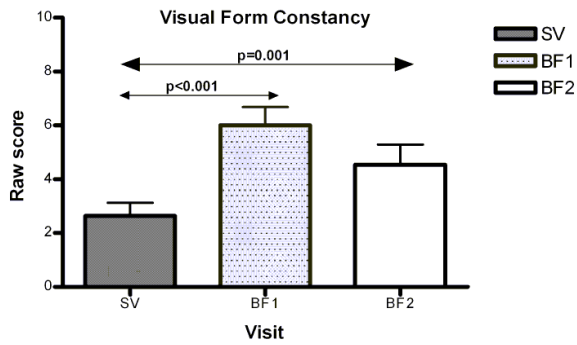 Visual Form Constancy
10
8
6
4
2
0
Raw score
p=0.001
p<0.001
SV
BF1
BF2
Visit
SV
BF1
BF2